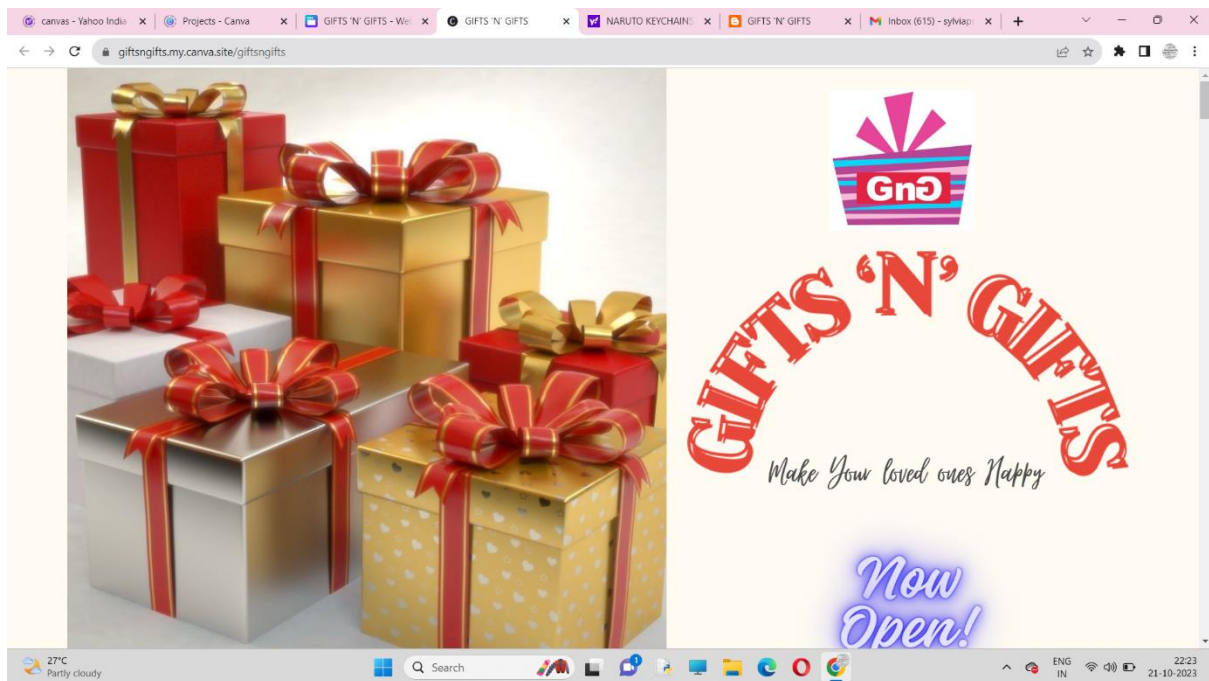 canvas - Yahoo India
Projects - Canva
GIFTS 'N' GIFTS - We
GIFTS 'N' GIFTS
NARUTO KEYCHAINS
GIFTS 'N' GIFTS
Inbox (615) - sylviap
giftsngifts.my.canva.site/giftsngifts
GnG
GIFTS ‘N’ GIFTS
Make Your loved ones Happy
Now
Open!
27°C
Partly cloudy
Search
ENG
IN
22:23
21-10-2023